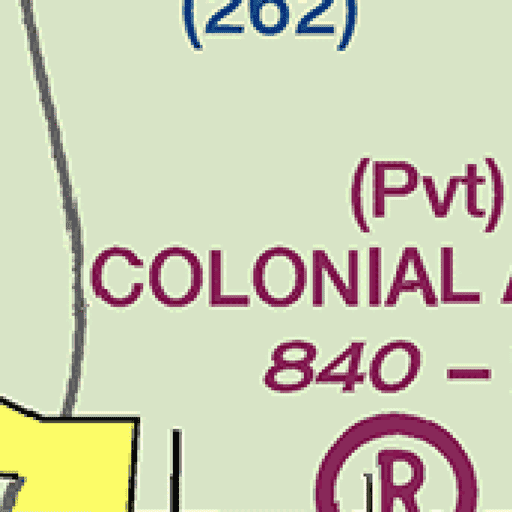 (262)
(Pvt)
COLONIAL
840 –
R